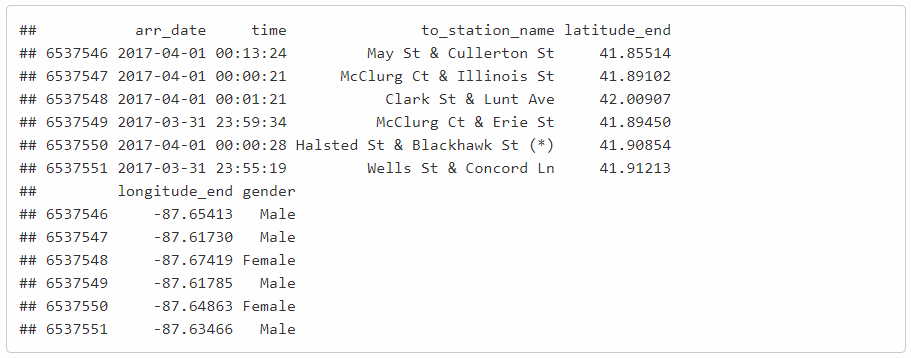 ##           arr_date     time               to_station_name latitude_end
## 6537546 2017-04-01 00:13:24         May St & Cullerton St     41.85514
## 6537547 2017-04-01 00:00:21      McClurg Ct & Illinois St     41.89102
## 6537548 2017-04-01 00:01:21           Clark St & Lunt Ave     42.00907
## 6537549 2017-03-31 23:59:34          McClurg Ct & Erie St     41.89450
## 6537550 2017-04-01 00:00:28 Halsted St & Blackhawk St (*)     41.90854
## 6537551 2017-03-31 23:55:19         Wells St & Concord Ln     41.91213
##         longitude_end gender
## 6537546     -87.65413   Male
## 6537547     -87.61730   Male
## 6537548     -87.67419 Female
## 6537549     -87.61785   Male
## 6537550     -87.64863 Female
## 6537551     -87.63466   Male